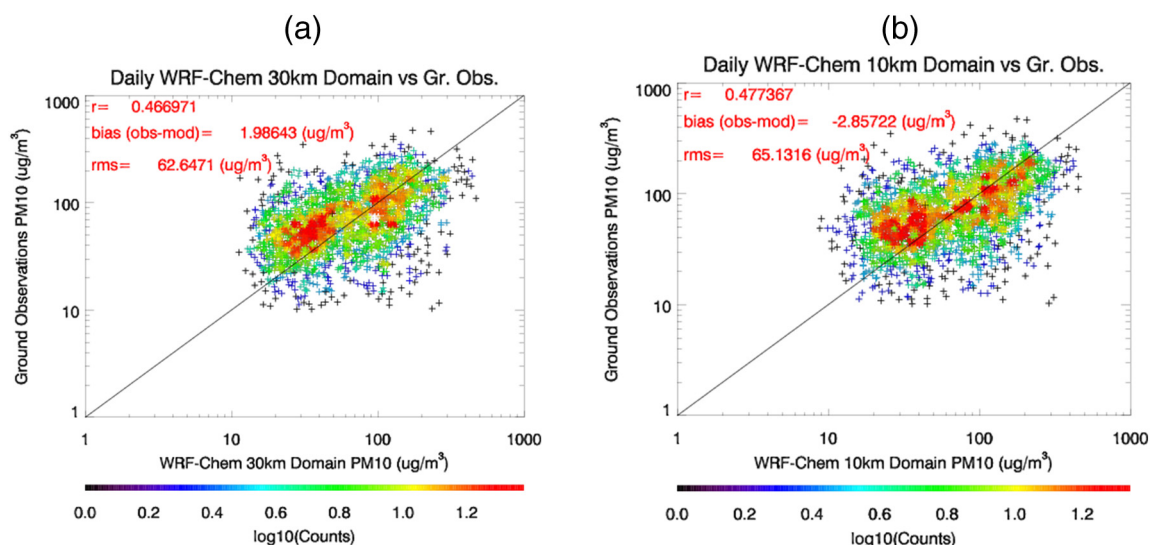 (a)
Daily WRF-Chem 30km Domain vs Gr. Obs.
r= 0.466971
bias (obs-mod)= 1.98643 (ug/m³)
rms= 62.6471 (ug/m³)
Ground Observations PM10 (ug/m³)
1000
100
10
1
1 10 100 1000
WRF-Chem 30km Domain PM10 (ug/m³)
0.0 0.2 0.4 0.6 0.8 1.0 1.2
log10(Counts)
(b)
Daily WRF-Chem 10km Domain vs Gr. Obs.
r= 0.477367
bias (obs-mod)= -2.85722 (ug/m³)
rms= 65.1316 (ug/m³)
Ground Observations PM10 (ug/m³)
1000
100
10
1
1 10 100 1000
WRF-Chem 10km Domain PM10 (ug/m³)
0.0 0.2 0.4 0.6 0.8 1.0 1.2
log10(Counts)